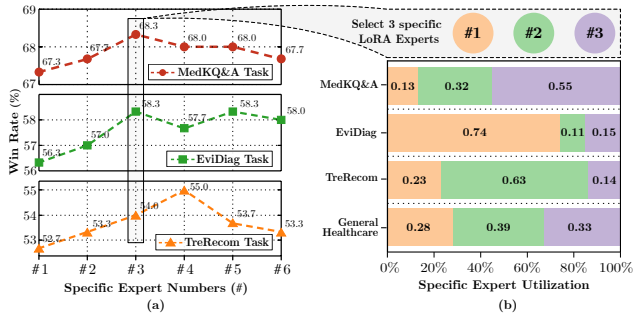 69
68
67
67.3
67.7
68.3
68.0
68.0
67.7
MedKQ&A Task
Win Rate (%)
58
57
56
56.3
57.0
58.3
57.7
58.3
58.0
EviDiag Task
55
54
53
52.7
53.3
54.0
55.0
53.7
53.3
TreRecom Task
#1 #2 #3 #4 #5 #6
Specific Expert Numbers (#)
(a)
Select 3 specific
LoRA Experts
#1 #2 #3
MedKQ&A
0.13 0.32 0.55
EviDiag
0.74 0.11 0.15
TreRecom
0.23 0.63 0.14
General
Healthcare
0.28 0.39 0.33
0% 20% 40% 60% 80% 100%
Specific Expert Utilization
(b)